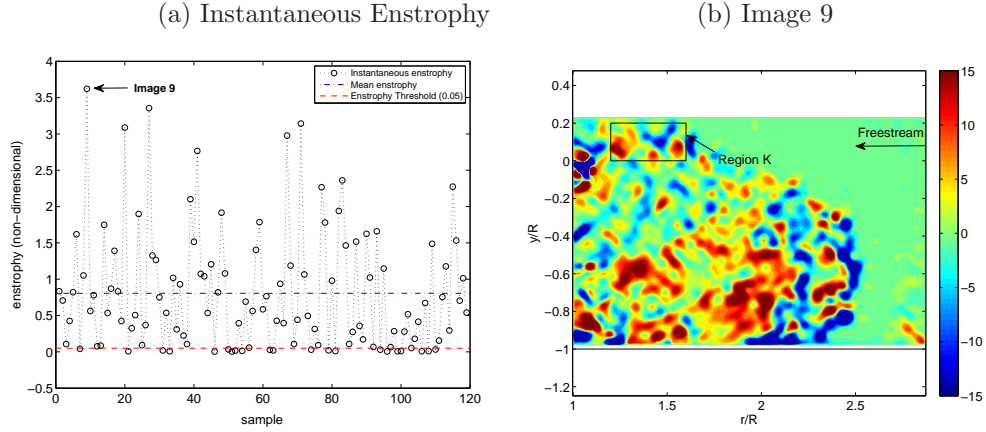 (a) Instantaneous Enstrophy
(b) Image 9
4
3.5
3
2.5
2
1.5
1
0.5
0
−0.5
enstrophy (non−dimensional)
0 20 40 60 80 100 120
sample
Image 9
Instantaneous enstrophy
Mean enstrophy
Enstrophy Threshold (0.05)
0.4
0.2
0
−0.2
−0.4
−0.6
−0.8
−1
−1.2
y/R
1 1.5 2 2.5
r/R
Region K
Freestream
15
10
5
0
−5
−10
−15